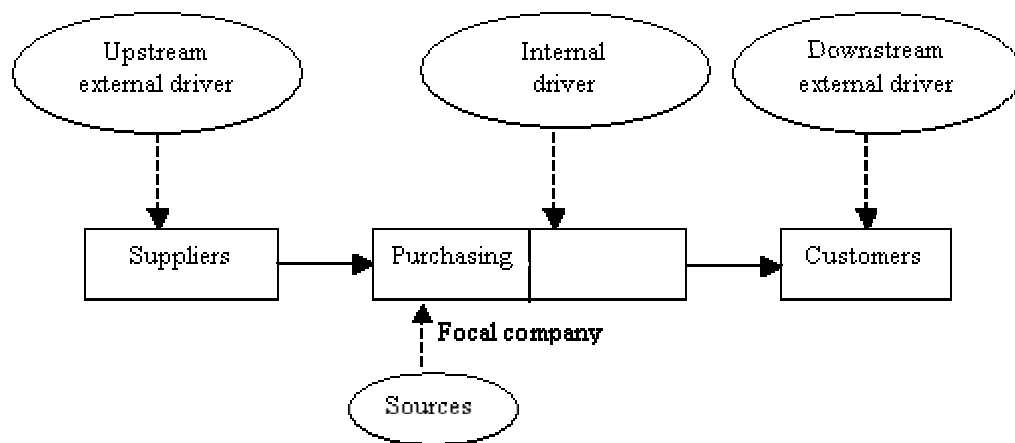 Upstream
external driver
Internal
driver
Downstream
external driver
Suppliers
Purchasing
Customers
Focal company
Sources